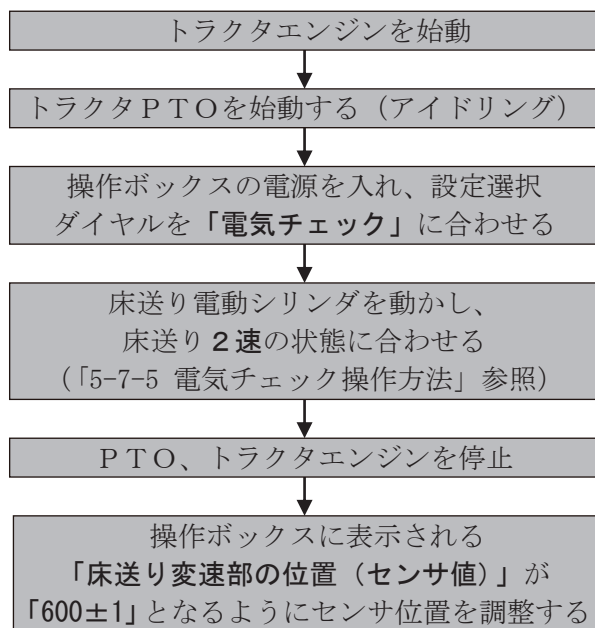 トラクタエンジンを始動
トラクタＰＴＯを始動する（アイドリング）
操作ボックスの電源を入れ、設定選択
ダイヤルを「電気チェック」に合わせる
床送り電動シリンダを動かし、
床送り２速の状態に合わせる
（「5-7-5 電気チェック操作方法」参照）
ＰＴＯ、トラクタエンジンを停止
操作ボックスに表示される
「床送り変速部の位置（センサ値）」が
「600±1」となるようにセンサ位置を調整する